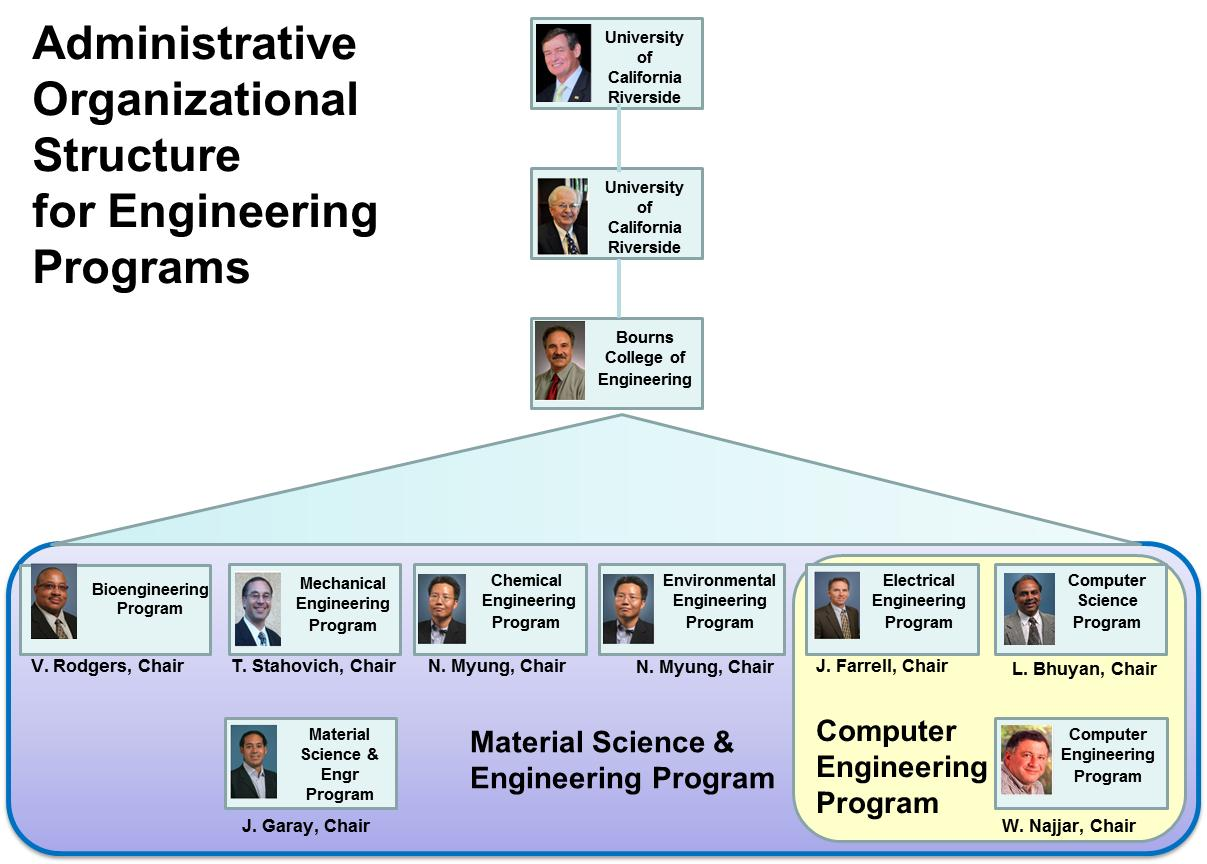 Administrative
Organizational
Structure
for Engineering
Programs
University
of
California
Riverside
University
of
California
Riverside
Bourns
College of
Engineering
Bioengineering
Program
V. Rodgers, Chair
Mechanical
Engineering
Program
T. Stahovich, Chair
Chemical
Engineering
Program
N. Myung, Chair
Environmental
Engineering
Program
N. Myung, Chair
Electrical
Engineering
Program
J. Farrell, Chair
Computer
Science
Program
L. Bhuyan, Chair
Material
Science &
Engr
Program
J. Garay, Chair
Material Science &
Engineering Program
Computer
Engineering
Program
Computer
Engineering
Program
W. Najjar, Chair